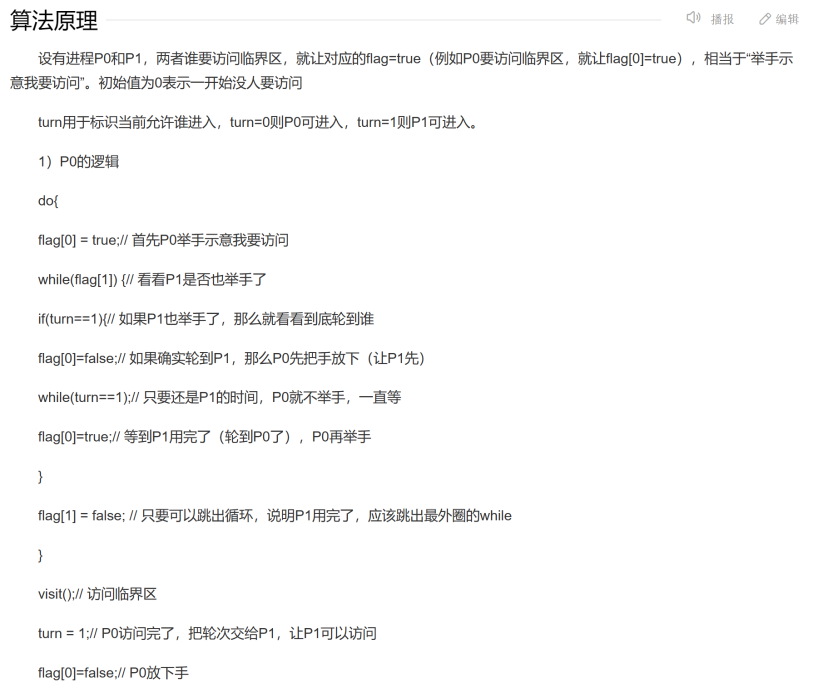 算法原理
播报
编辑
设有进程P0和P1，两者谁要访问临界区，就让对应的flag=true（例如P0要访问临界区，就让flag[0]=true），相当于“举手示
意我要访问”。初始值为0表示一开始没人要访问
turn用于标识当前允许谁进入，turn=0则P0可进入，turn=1则P1可进入。
1）P0的逻辑
do{
flag[0] = true;// 首先P0举手示意我要访问
while(flag[1]) {// 看看P1是否也举手了
if(turn==1){// 如果P1也举手了，那么就看看到底轮到谁
flag[0]=false;// 如果确实轮到P1，那么P0先把手放下（让P1先）
while(turn==1);// 只要还是P1的时间，P0就不举手，一直等
flag[0]=true;// 等到P1用完了（轮到P0了），P0再举手
}
flag[1] = false; // 只要可以跳出循环，说明P1用完了，应该跳出最外圈的while
}
visit();// 访问临界区
turn = 1;// P0访问完了，把轮次交给P1，让P1可以访问
flag[0]=false;// P0放下手